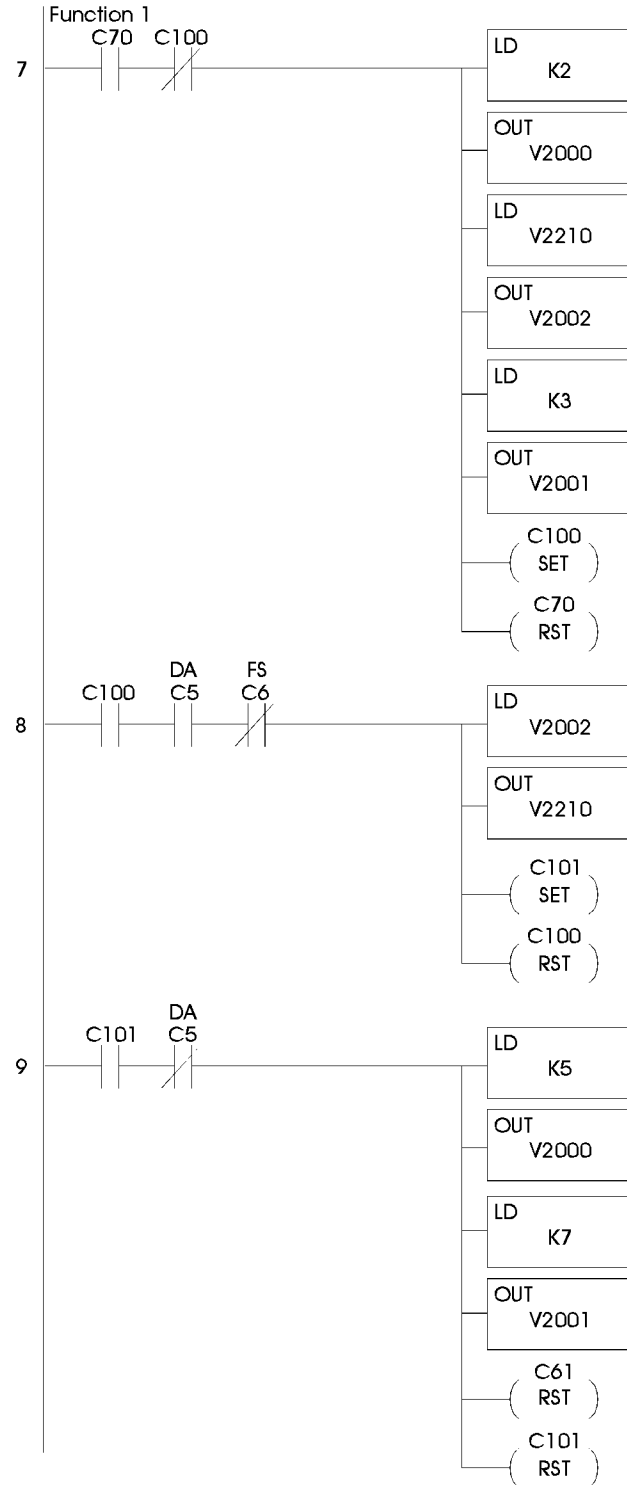 Function 1
C70 C100
7
LD
K2
OUT
V2000
LD
V2210
OUT
V2002
LD
K3
OUT
V2001
C100
SET
C70
RST
DA FS
C100 C5 C6
8
LD
V2002
OUT
V2210
C101
SET
C100
RST
DA
C101 C5
9
LD
K5
OUT
V2000
LD
K7
OUT
V2001
C61
RST
C101
RST